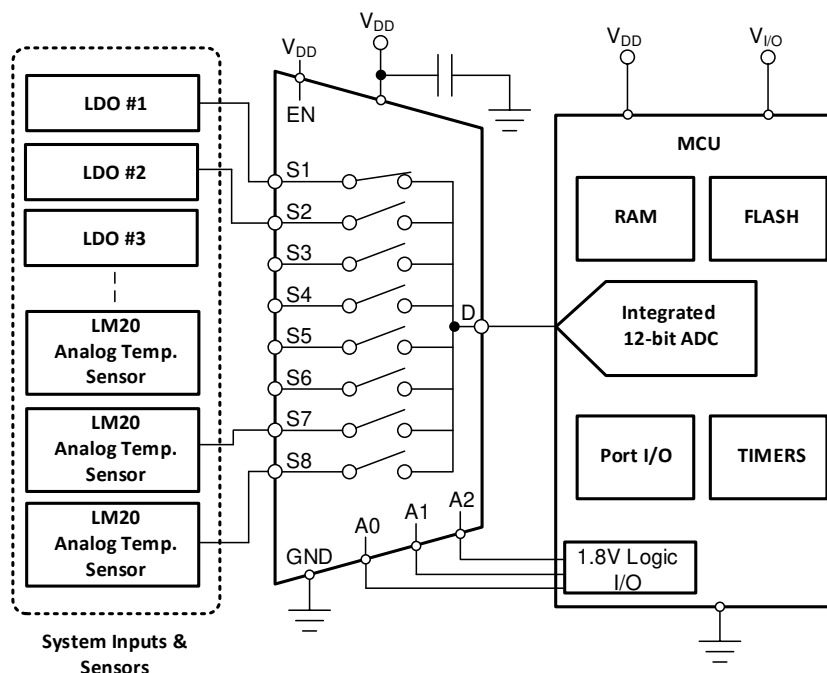 LDO #1
LDO #2
LDO #3
LM20
Analog Temp.
Sensor
LM20
Analog Temp.
Sensor
LM20
Analog Temp.
Sensor
System Inputs &
Sensors
VDD
VDD
EN
S1
S2
S3
S4
S5
S6
S7
S8
D
A0
A1
A2
GND
VDD
VI/O
MCU
RAM
FLASH
Integrated
12-bit ADC
Port I/O
TIMERS
1.8V Logic
I/O